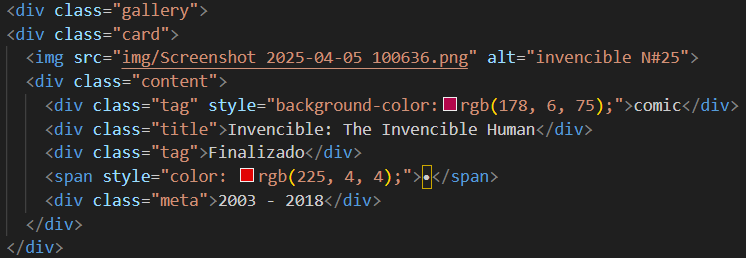 <div class="gallery">
<div class="card">
<img src="img/Screenshot 2025-04-05 100636.png" alt="invencible N#25">
<div class="content">
<div class="tag" style="background-color:rgb(178, 6, 75);">comic</div>
<div class="title">Invencible: The Invencible Human</div>
<div class="tag">Finalizado</div>
<span style="color: rgb(225, 4, 4);">•</span>
<div class="meta">2003 - 2018</div>
</div>
</div>